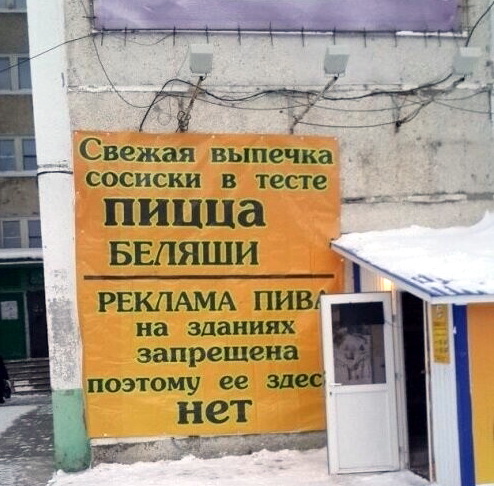 Свежая выпечка
сосиски в тесте
пицца
БЕЛЯШИ
РЕКЛАМА ПИВА
на зданиях
запрещена
поэтому ее здес
нет